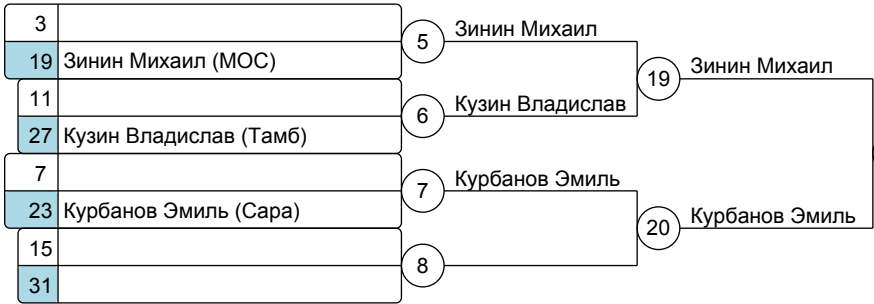 3
19 Зинин Михаил (МОС)
11
27 Кузин Владислав (Тамб)
7
23 Курбанов Эмиль (Сара)
15
31
5
6
7
8
Зинин Михаил
Кузин Владислав
Курбанов Эмиль
19
20
Зинин Михаил
Курбанов Эмиль